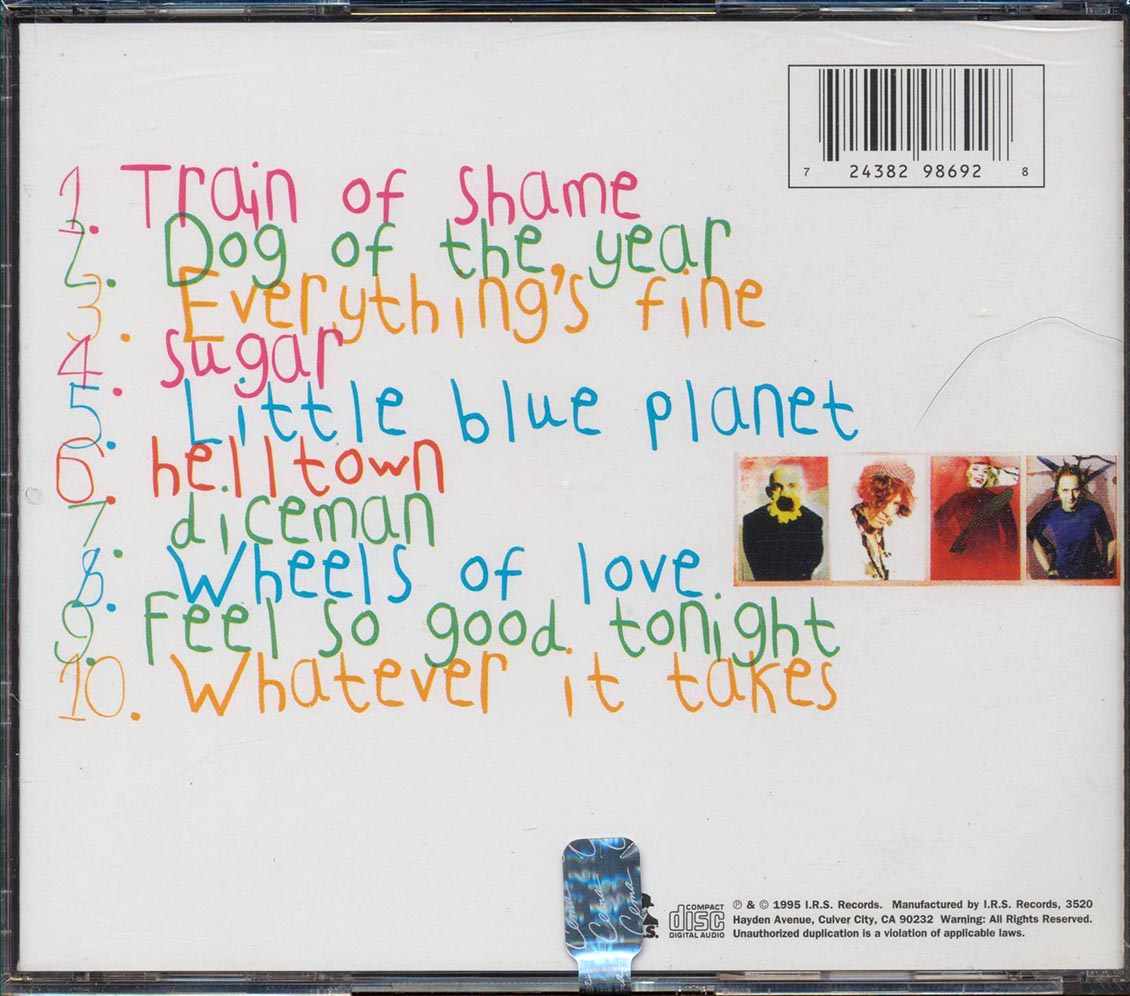 7 24382 98692 8
1. Train of shame
2. Dog of the year
3. Everything's fine
4. sugar
5. Little blue planet
6. helltown
7. diceman
8. Wheels of love
9. Feel so good tonight
10. Whatever it takes
COMPACT
disc
DIGITAL AUDIO
℗ & © 1995 I.R.S. Records. Manufactured by I.R.S. Records, 3520
Hayden Avenue, Culver City, CA 90232 Warning: All Rights Reserved.
Unauthorized duplication is a violation of applicable laws.